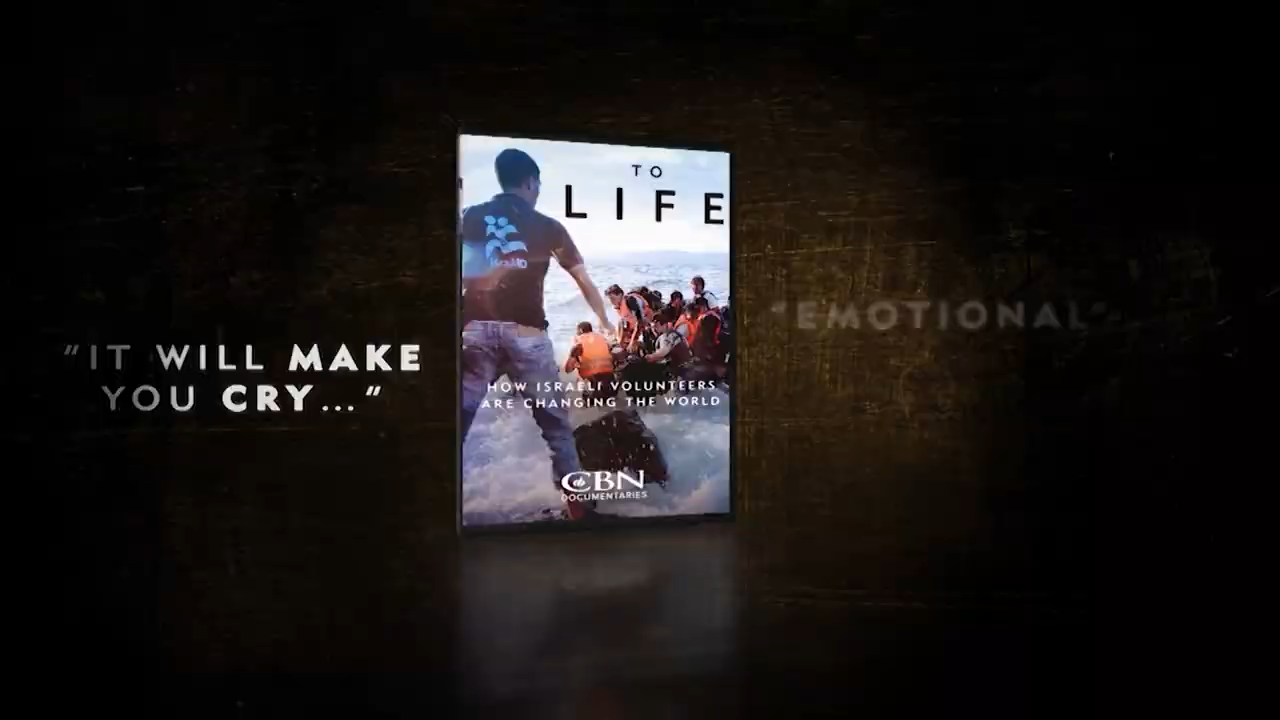 "IT WILL MAKE
YOU CRY..."
TO
LIFE
HOW ISRAELI VOLUNTEERS
ARE CHANGING THE WORLD
CBN
DOCUMENTARIES
"EMOTIONAL"